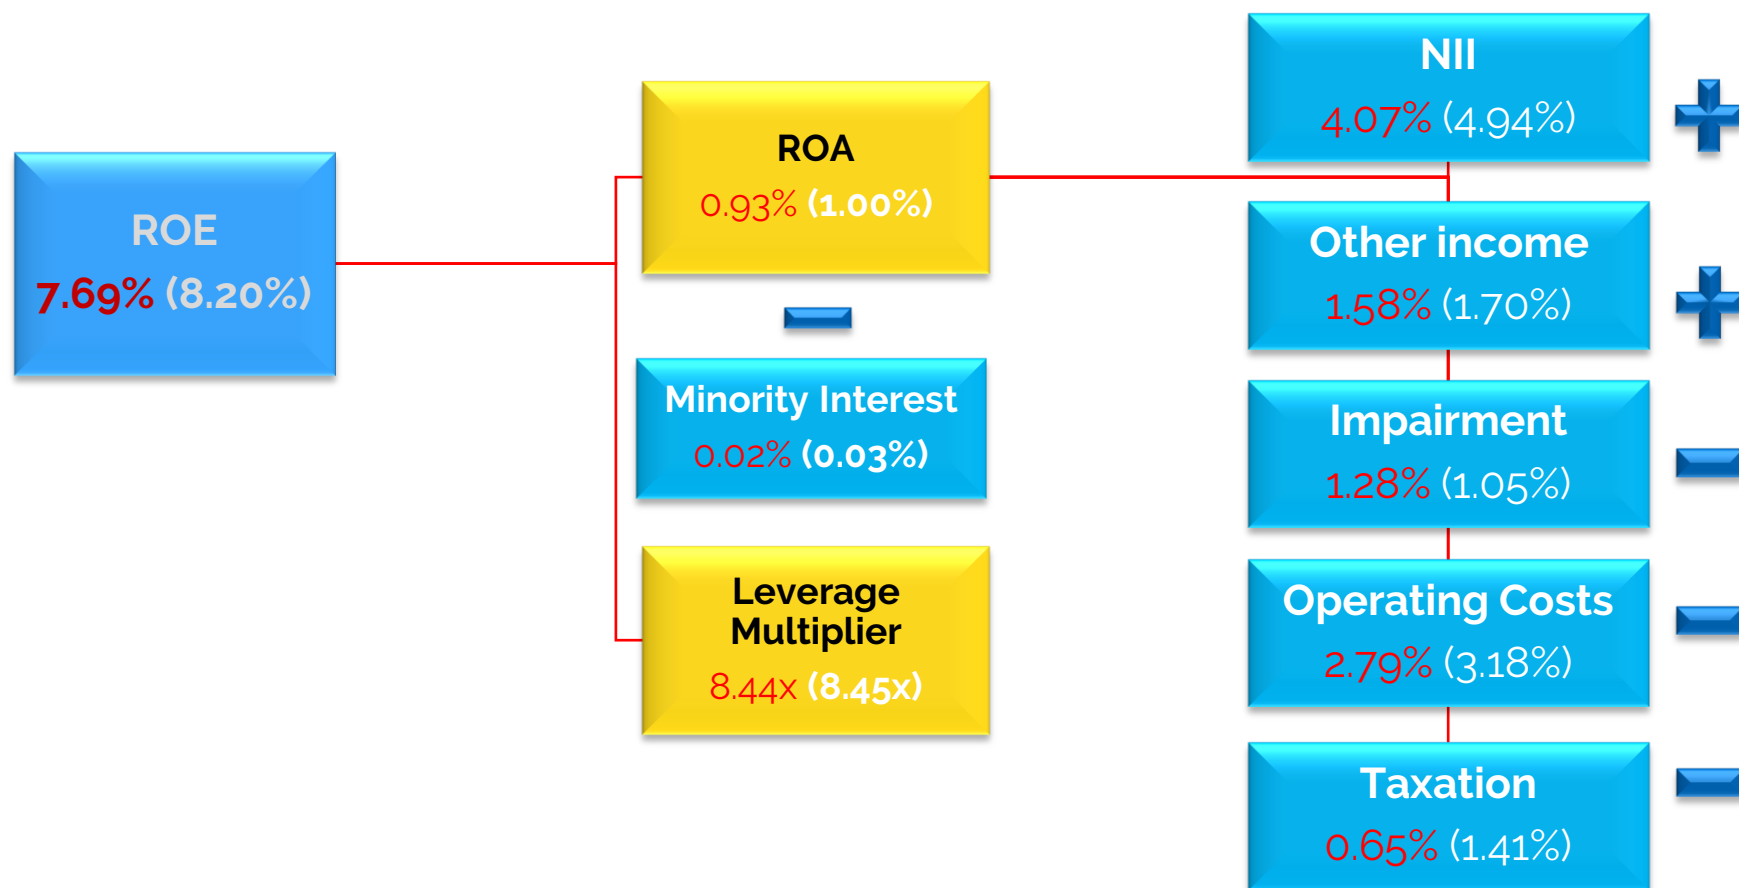 ROE
7.69% (8.20%)
ROA
0.93% (1.00%)
Minority Interest
0.02% (0.03%)
Leverage
Multiplier
8.44x (8.45x)
NII
4.07% (4.94%)
Other income
1.58% (1.70%)
Impairment
1.28% (1.05%)
Operating Costs
2.79% (3.18%)
Taxation
0.65% (1.41%)